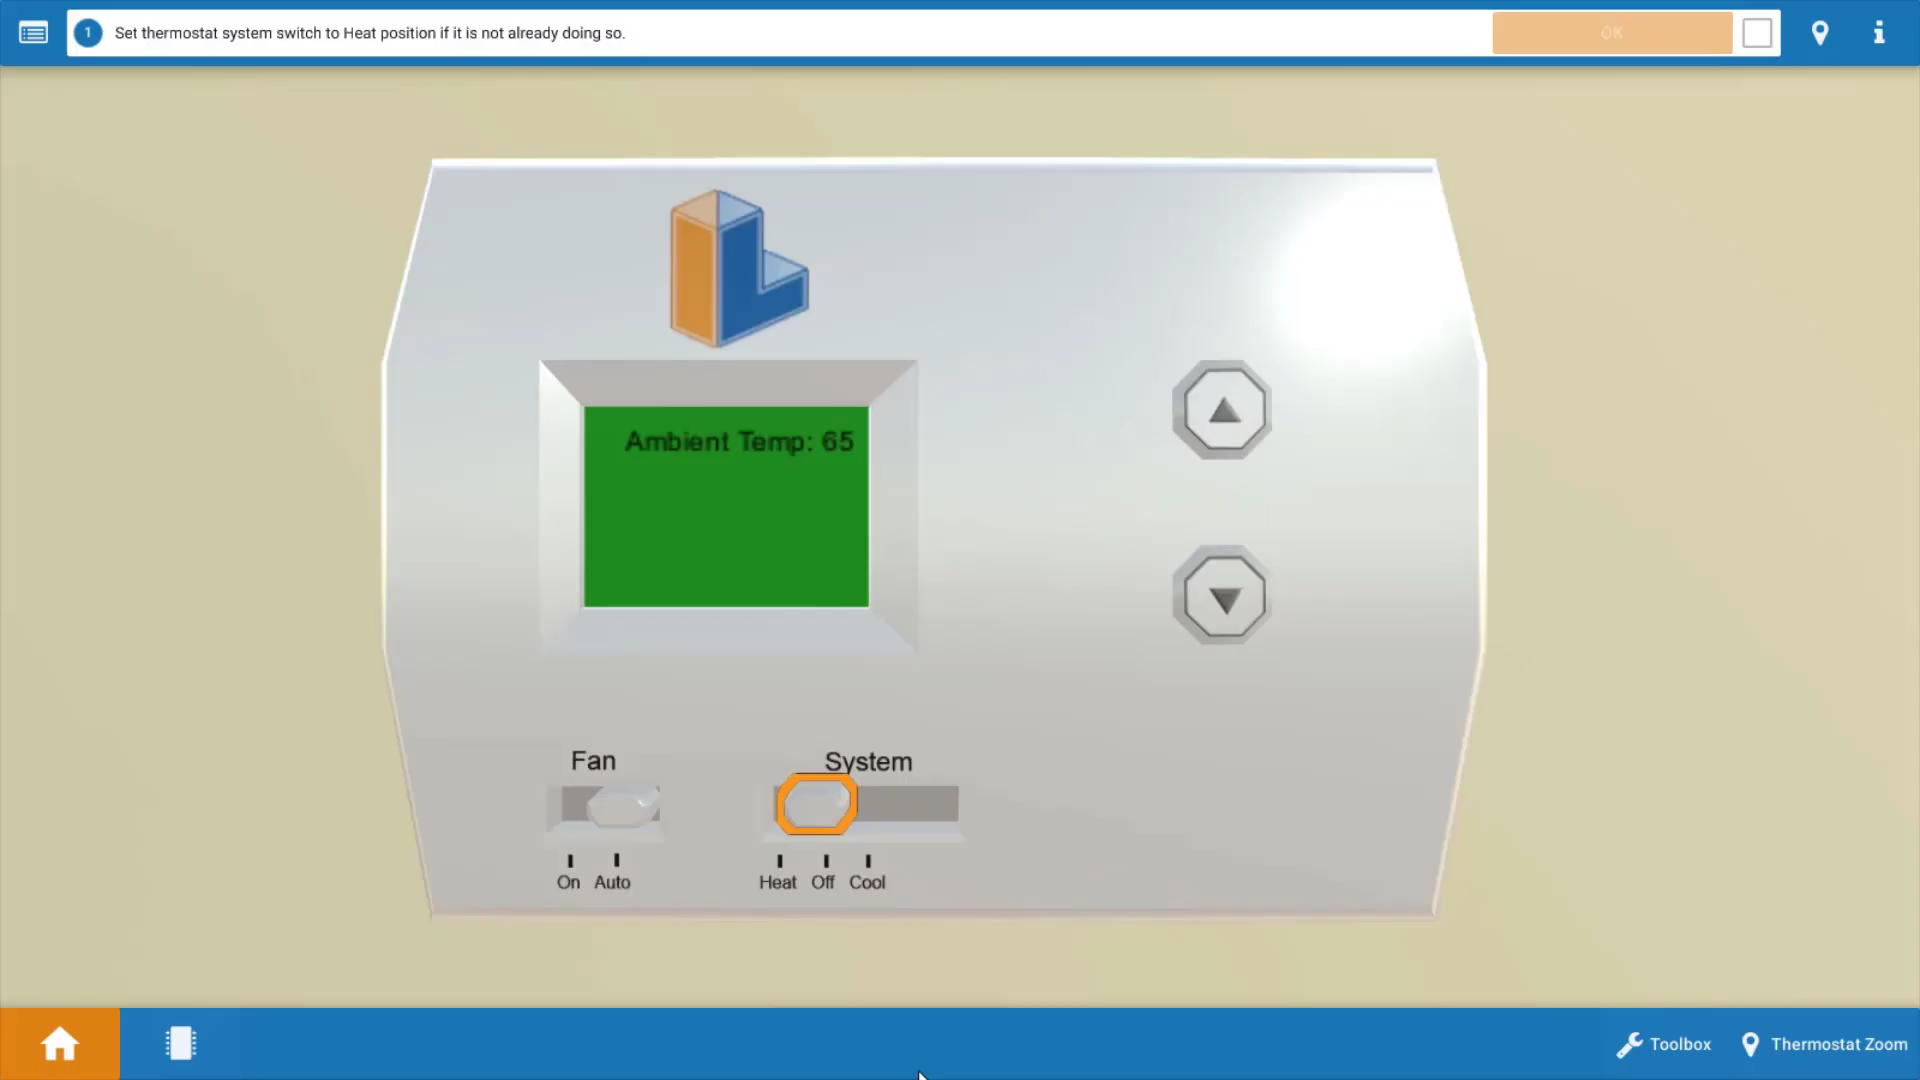 1 Set thermostat system switch to Heat position if it is not already doing so.
OK
Ambient Temp: 65
Fan
System
On Auto
Heat Off Cool
Toolbox
Thermostat Zoom